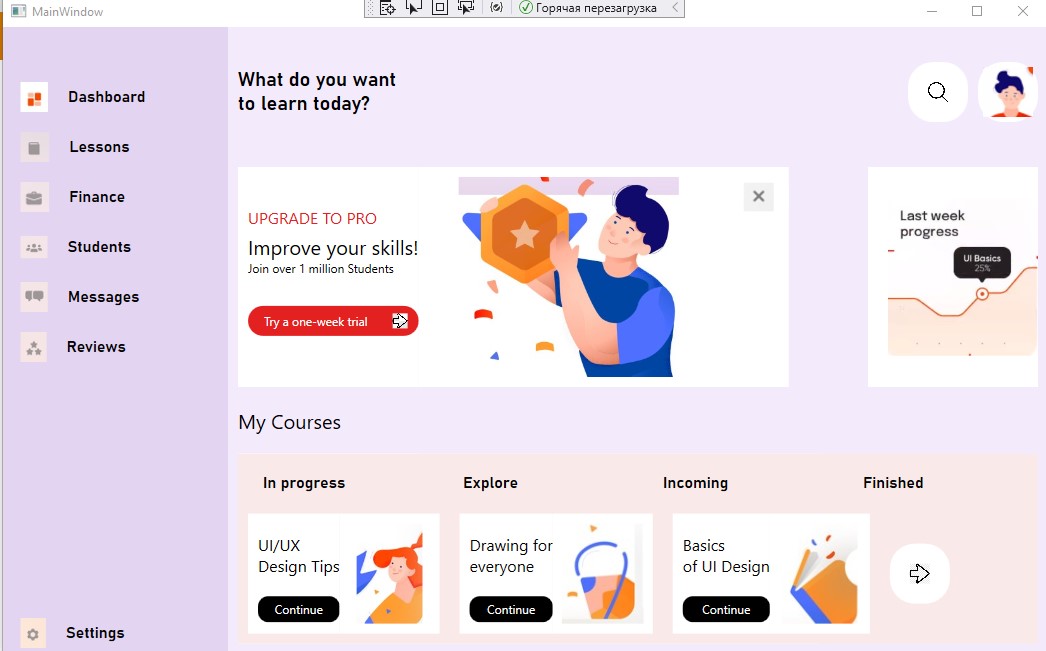 MainWindow
Горячая перезагрузка
Dashboard
Lessons
Finance
Students
Messages
Reviews
Settings
What do you want
to learn today?
UPGRADE TO PRO
Improve your skills!
Join over 1 million Students
Try a one-week trial
Last week
progress
UI Basics
25%
My Courses
In progress
Explore
Incoming
Finished
UI/UX
Design Tips
Continue
Drawing for
everyone
Continue
Basics
of UI Design
Continue